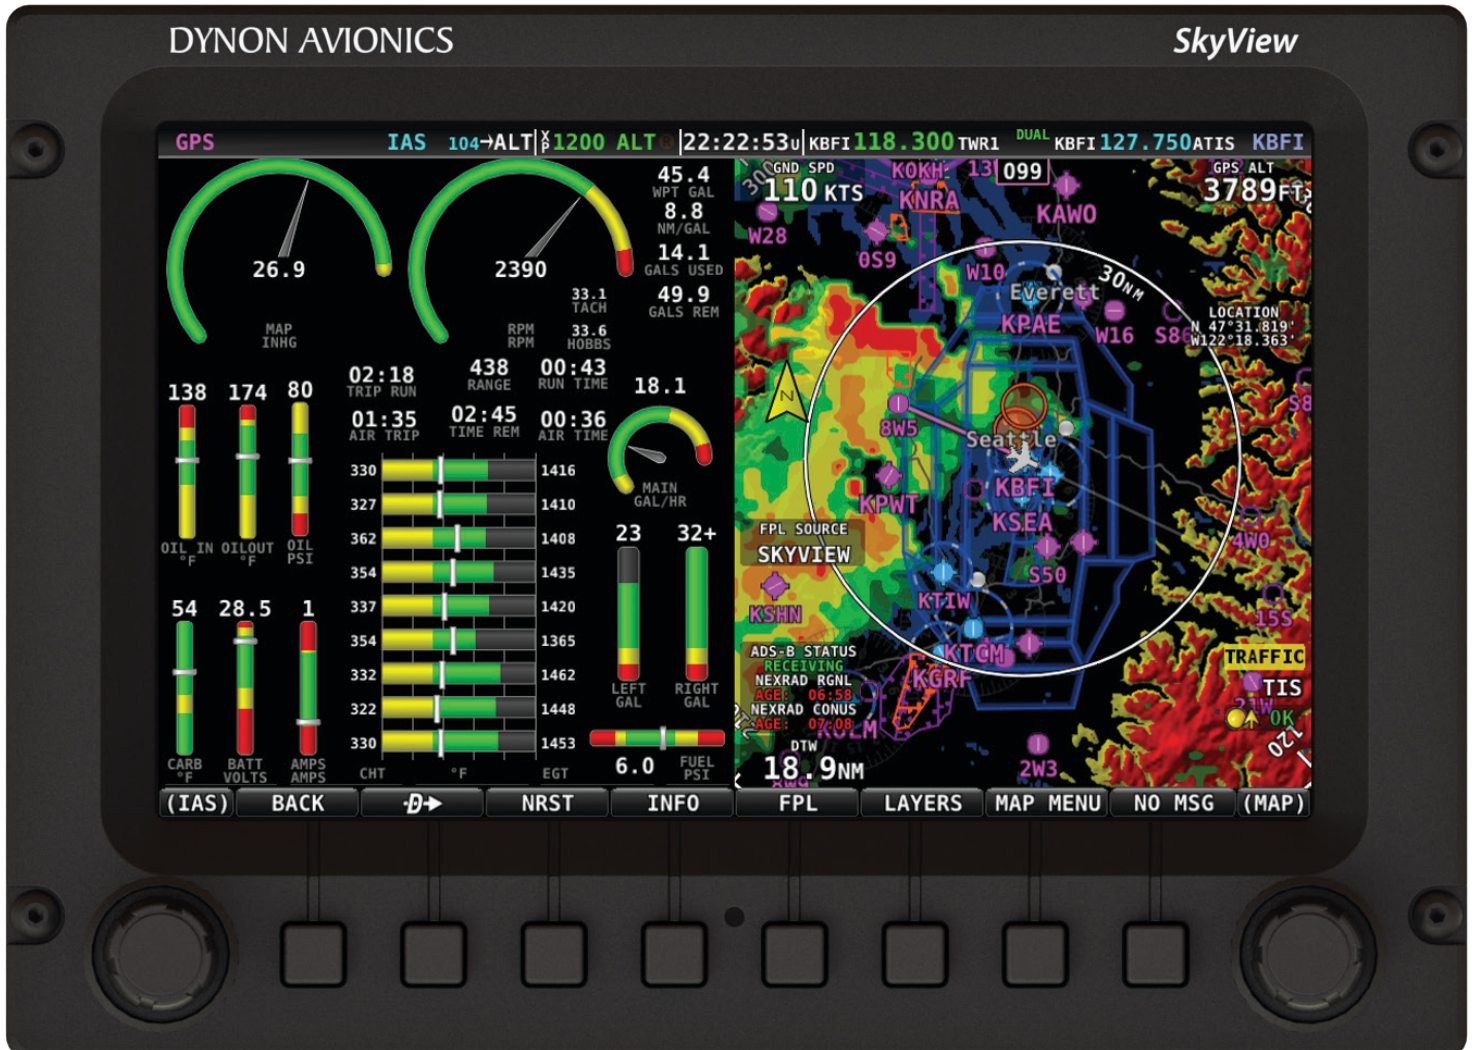 DYNON AVIONICS
SkyView
GPS IAS 104→ALT XP 1200 ALT R 22:22:53U KBFI 118.300 TWR1 DUAL KBFI 127.750 ATIS KBFI
26.9
MAP
INHG
2390
RPM
RPM
45.4
WPT GAL
8.8
NM/GAL
14.1
GALS USED
49.9
GALS REM
33.1
TACH
33.6
HOBBS
02:18
TRIP RUN
438
RANGE
00:43
RUN TIME
01:35
AIR TRIP
02:45
TIME REM
00:36
AIR TIME
18.1
MAIN
GAL/HR
138
OIL IN
°F
174
OILOUT
°F
80
OIL
PSI
54
CARB
°F
28.5
BATT
VOLTS
1
AMPS
AMPS
330 1416
327 1410
362 1408
354 1435
337 1420
354 1365
332 1462
322 1448
330 1453
CHT °F EGT
23
LEFT
GAL
32+
RIGHT
GAL
6.0
FUEL
PSI
GND SPD
110 KTS
300
KOKH
13
099
GPS ALT
3789FT
KNRA
KAWO
W28
0S9
W10
30NM
Everett
KPAE
W16
S86
LOCATION
N 47°31.819'
W122°18.363'
N
S8
8W5
Seattle
KBFI
KPWT
KSEA
FPL SOURCE
SKYVIEW
4W0
S50
KSHN
KTIW
15S
ADS-B STATUS
RECEIVING
NEXRAD RGNL
AGE: 06:58
NEXRAD CONUS
AGE: 07:08
KTCM
KGRF
TRAFFIC
TIS
21W
OK
KOLM
120
DTW
18.9NM
2W3
(IAS) BACK D NRST INFO FPL LAYERS MAP MENU NO MSG (MAP)